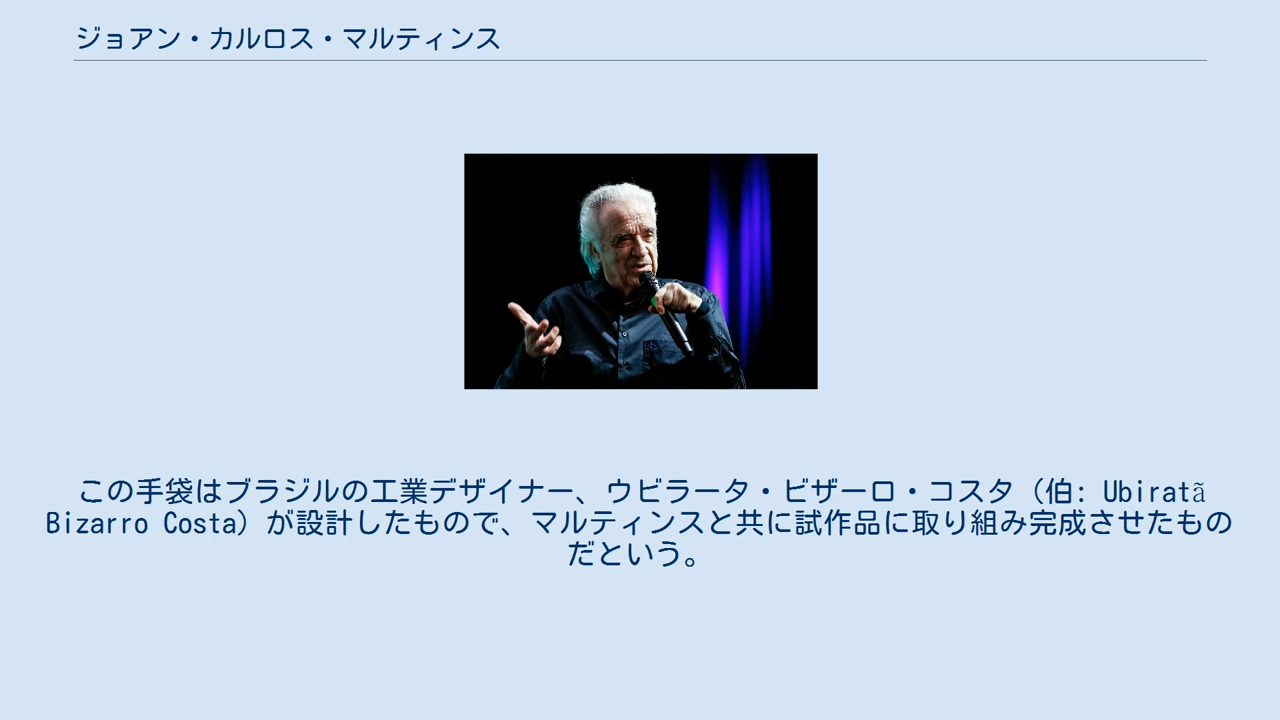 ジョアン・カルロス・マルティンス
この手袋はブラジルの工業デザイナー、ウビラータ・ビザーロ・コスタ（伯: Ubiratã
Bizarro Costa）が設計したもので、マルティンスと共に試作品に取り組み完成させたもの
だという。